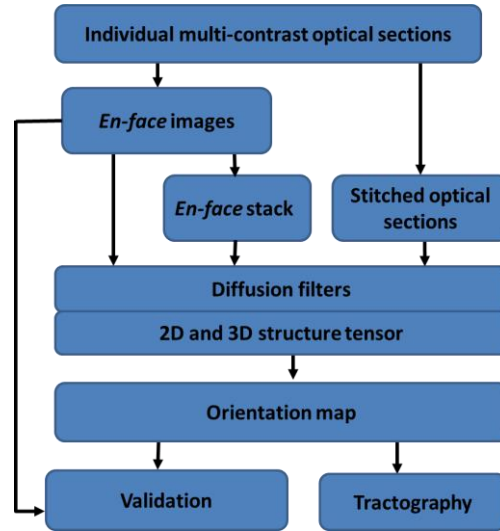 Individual multi-contrast optical sections
En-face images
En-face stack
Stitched optical
sections
Diffusion filters
2D and 3D structure tensor
Orientation map
Validation
Tractography